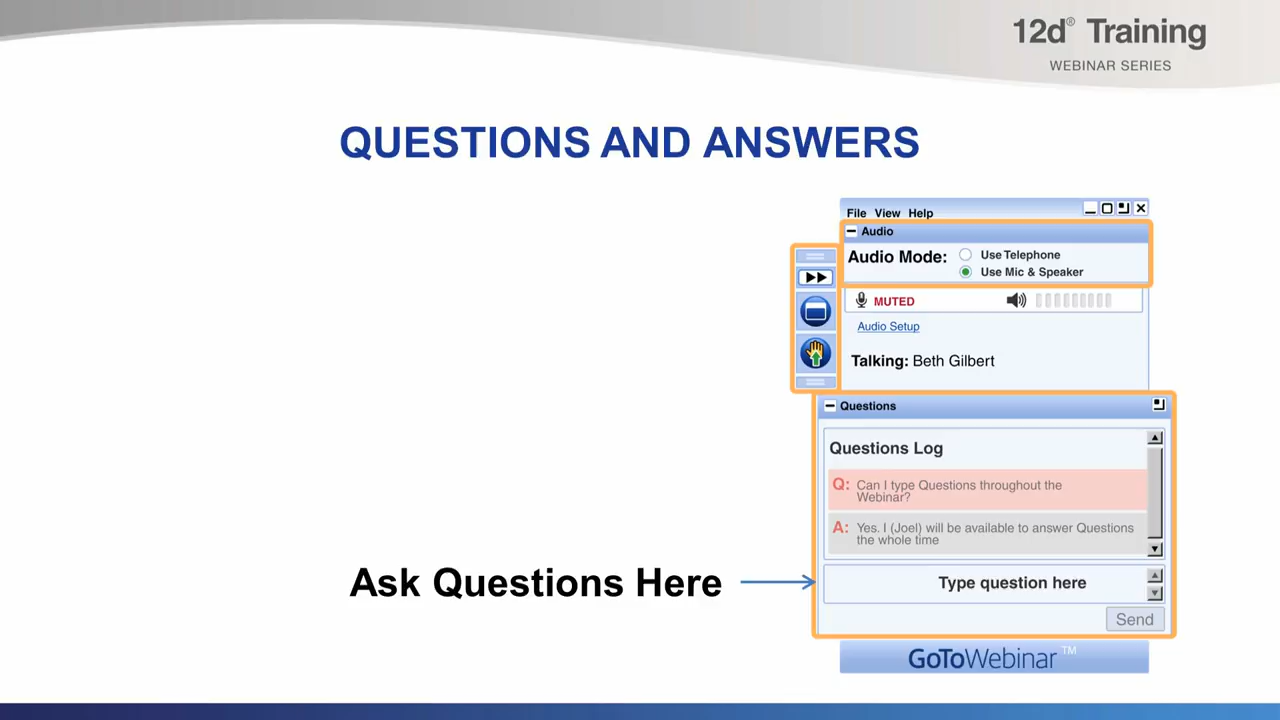 12d® Training
WEBINAR SERIES
QUESTIONS AND ANSWERS
File View Help
Audio
Audio Mode:
Use Telephone
Use Mic & Speaker
MUTED
Audio Setup
Talking: Beth Gilbert
Questions
Questions Log
Q: Can I type Questions throughout the
Webinar?
A: Yes. I (Joel) will be available to answer Questions
the whole time
Ask Questions Here
Type question here
Send
GoToWebinar™